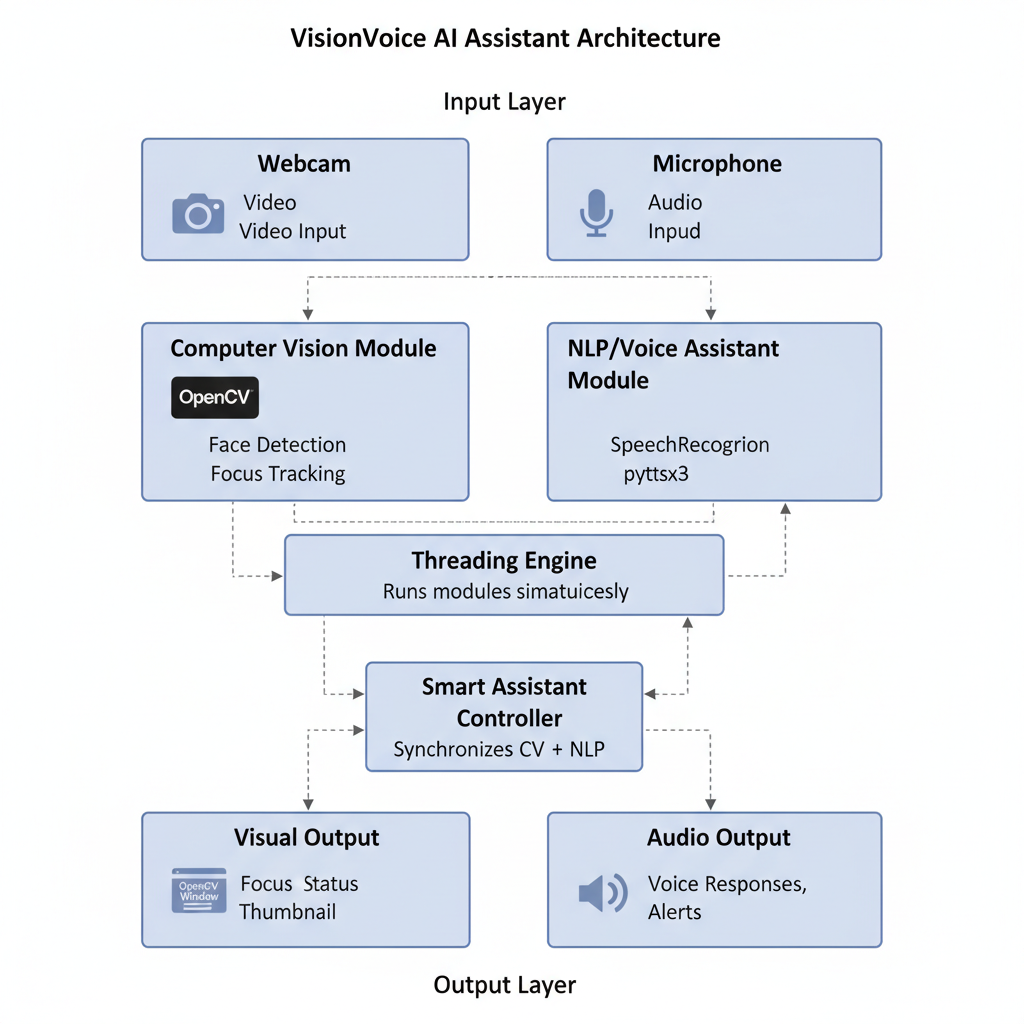 VisionVoice AI Assistant Architecture
Input Layer
Webcam
Video
Video Input
Microphone
Audio
Inpud
Computer Vision Module
OpenCV
Face Detection
Focus Tracking
NLP/Voice Assistant
Module
SpeechRecogrion
pyttsx3
Threading Engine
Runs modules simatuicesly
Smart Assistant
Controller
Synchronizes CV + NLP
Visual Output
OpenCV
Window
Focus Status
Thumbnail
Audio Output
Voice Responses,
Alerts
Output Layer